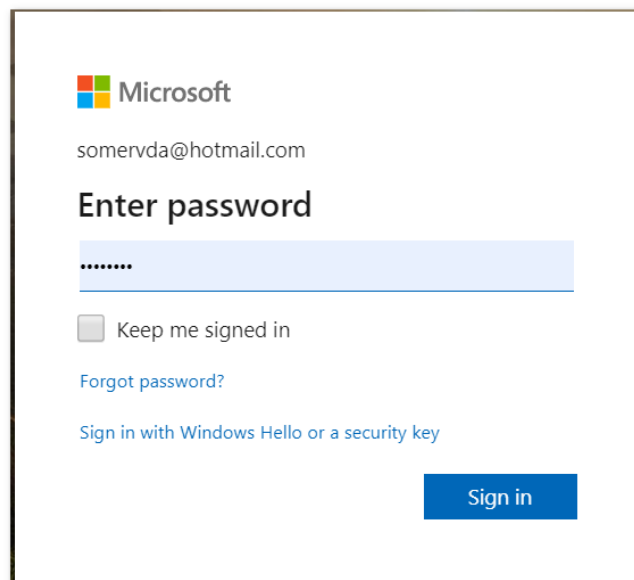 Microsoft
somervda@hotmail.com
Enter password
••••••••
Keep me signed in
Forgot password?
Sign in with Windows Hello or a security key
Sign in